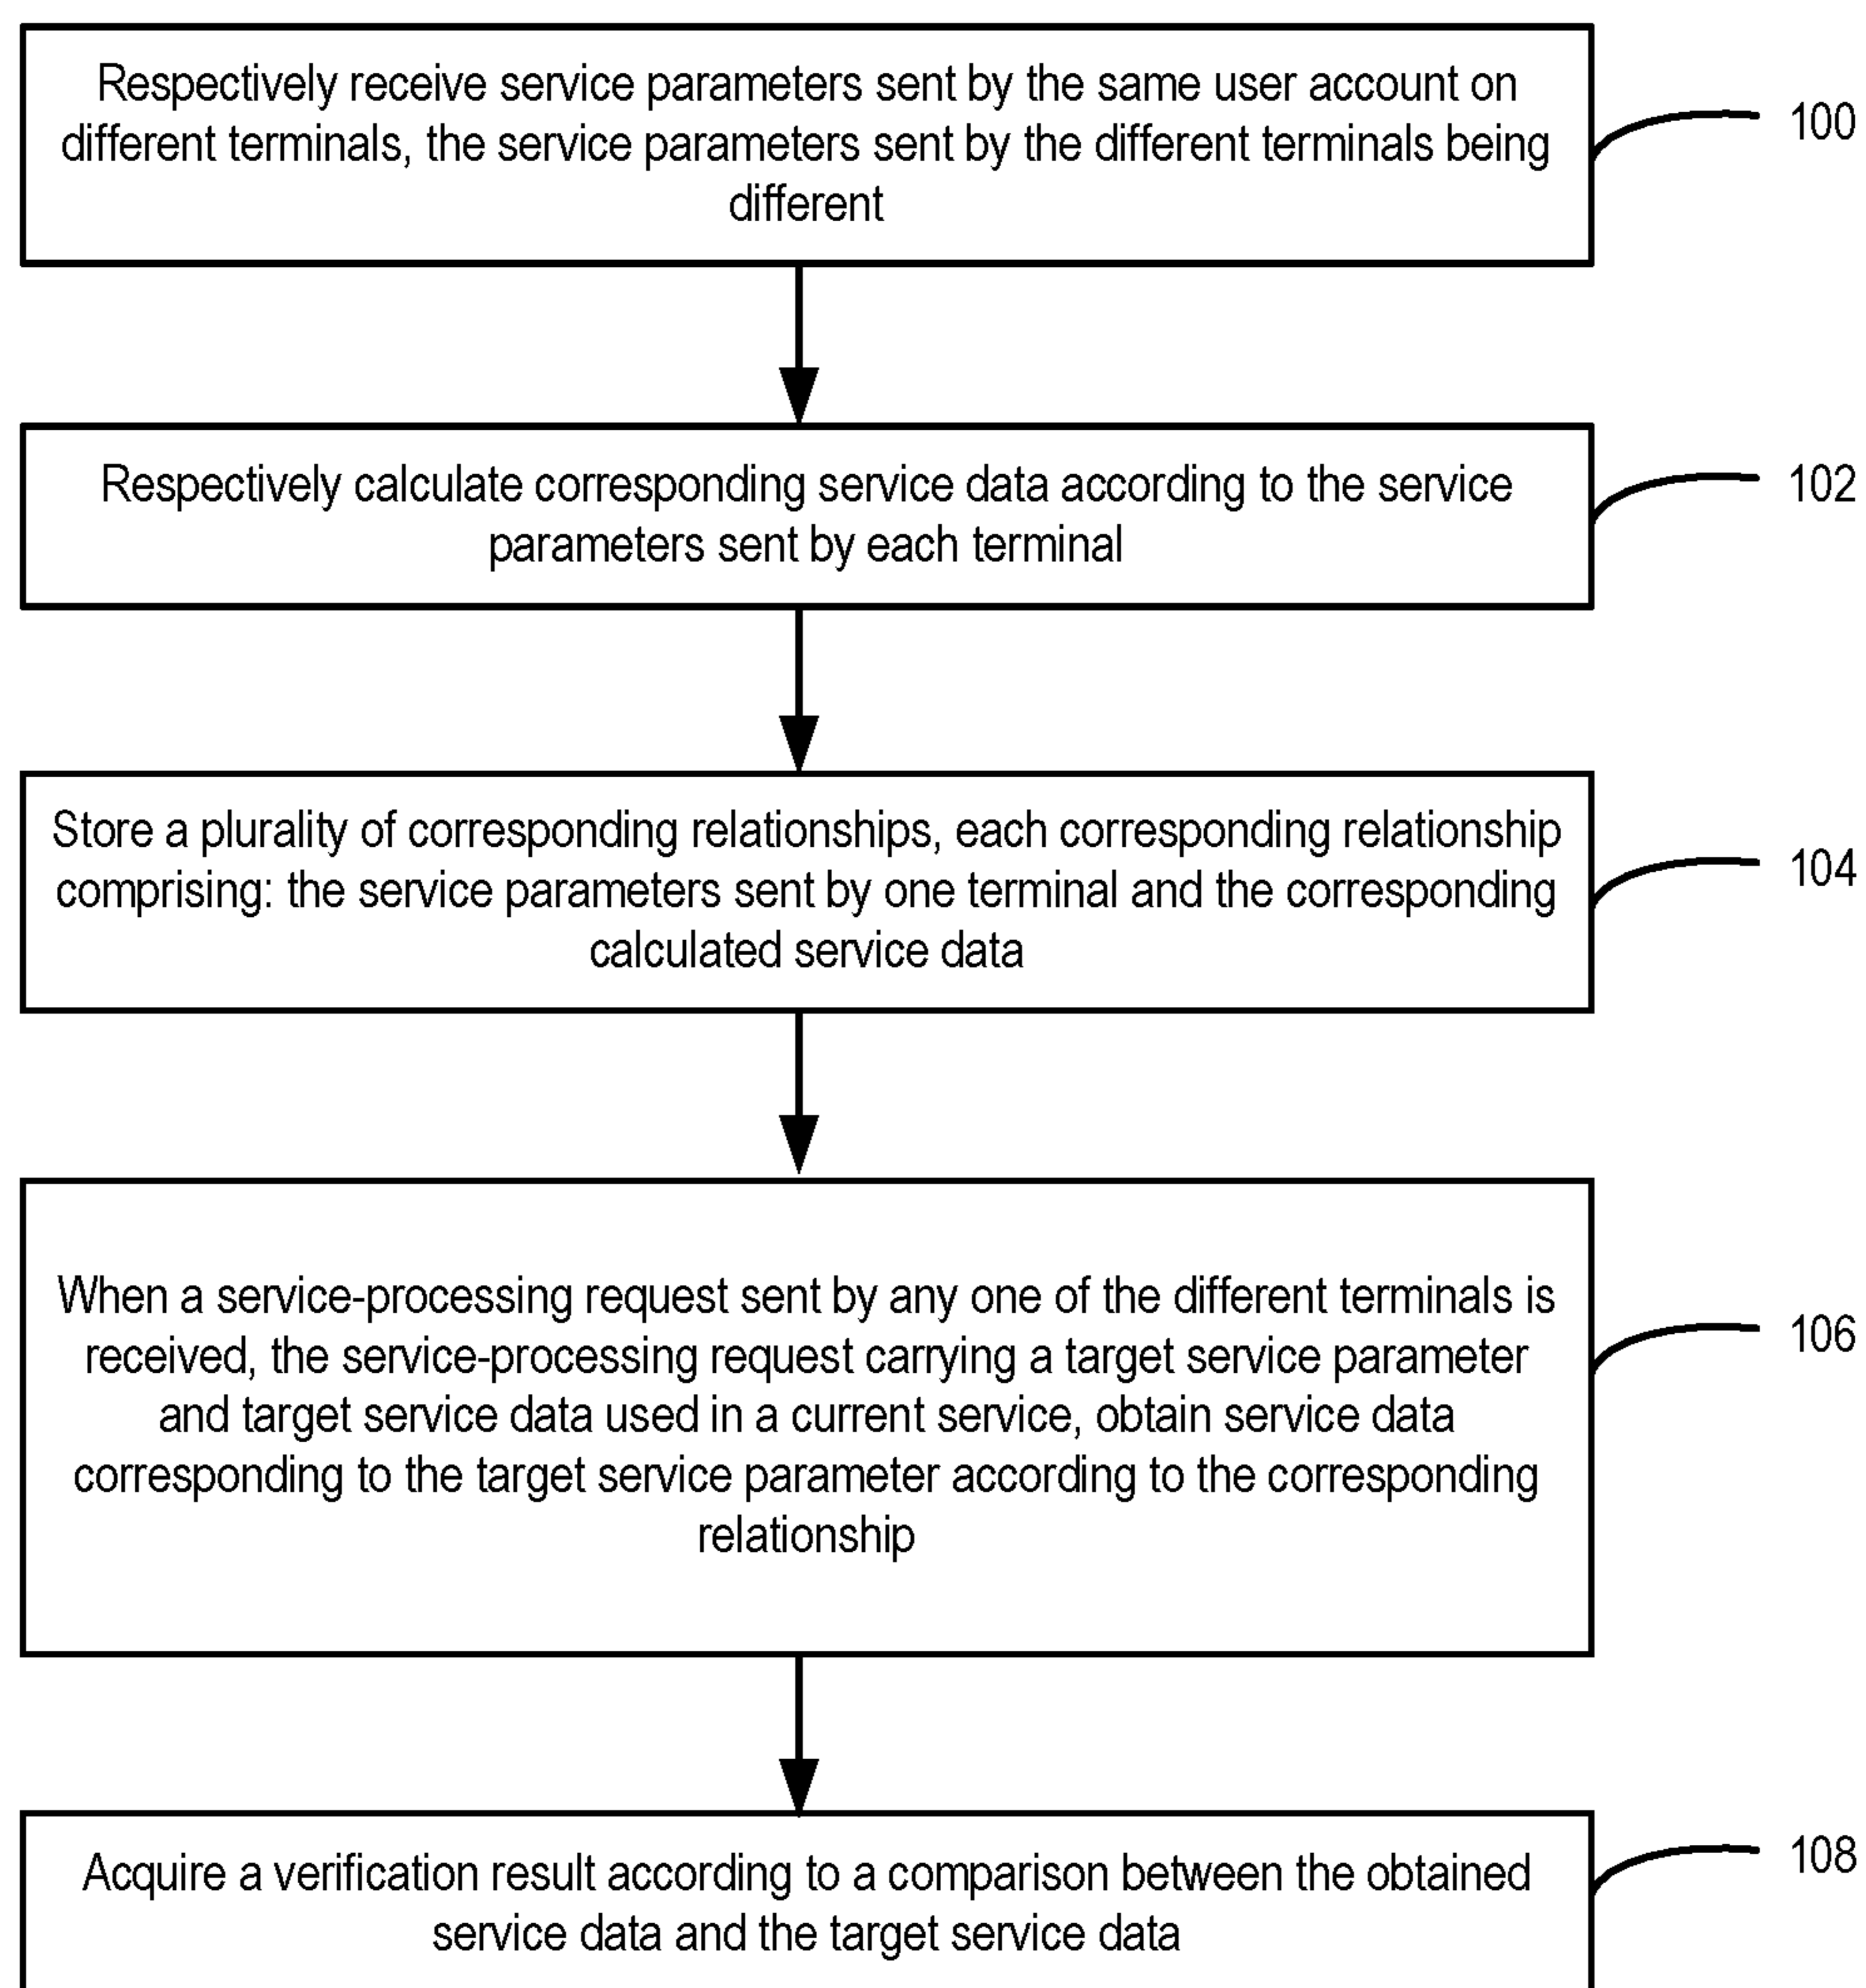 Respectively receive service parameters sent by the same user account on
different terminals, the service parameters sent by the different terminals being
different
100
Respectively calculate corresponding service data according to the service
parameters sent by each terminal
102
Store a plurality of corresponding relationships, each corresponding relationship
comprising: the service parameters sent by one terminal and the corresponding
calculated service data
104
When a service-processing request sent by any one of the different terminals is
received, the service-processing request carrying a target service parameter
and target service data used in a current service, obtain service data
corresponding to the target service parameter according to the corresponding
relationship
106
Acquire a verification result according to a comparison between the obtained
service data and the target service data
108